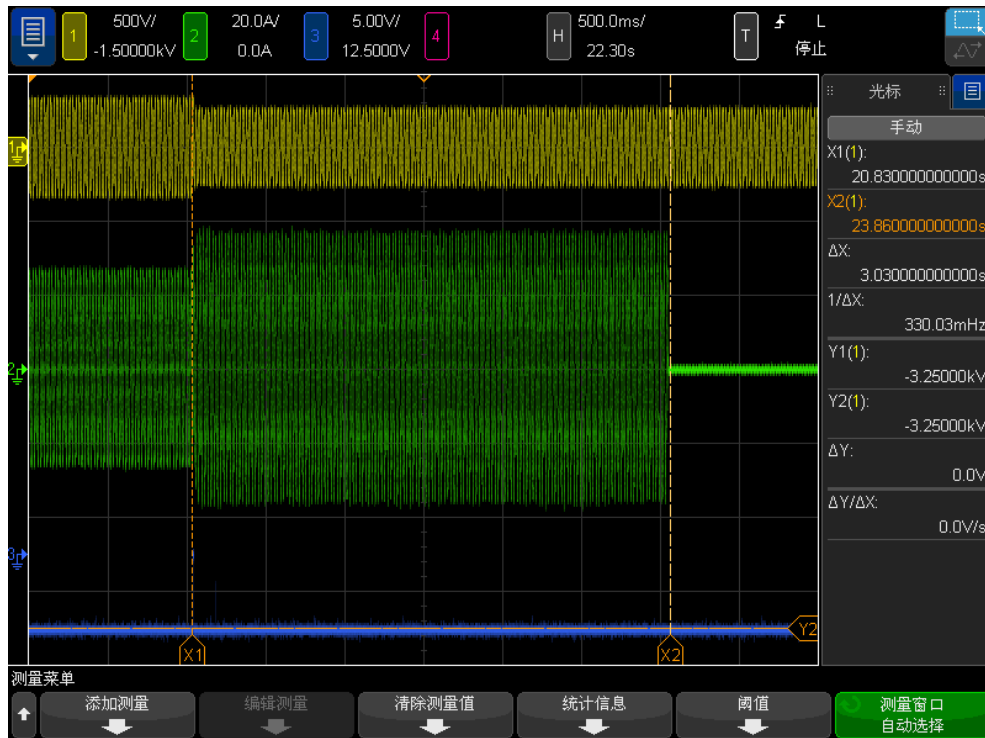 1 500V/ 2 20.0A/ 3 5.00V/ 4 H 500.0ms/ T L
-1.50000kV 0.0A 12.5000V 22.30s 停止
光标
手动
X1(1):
20.830000000000s
X2(1):
23.860000000000s
ΔX:
3.030000000000s
1/ΔX:
330.03mHz
Y1(1):
-3.25000kV
Y2(1):
-3.25000kV
ΔY:
0.0V
ΔY/ΔX:
0.0V/s
1
2
3
Y2
X1 X2
测量菜单
添加测量 编辑测量 清除测量值 统计信息 阈值 测量窗口
自动选择